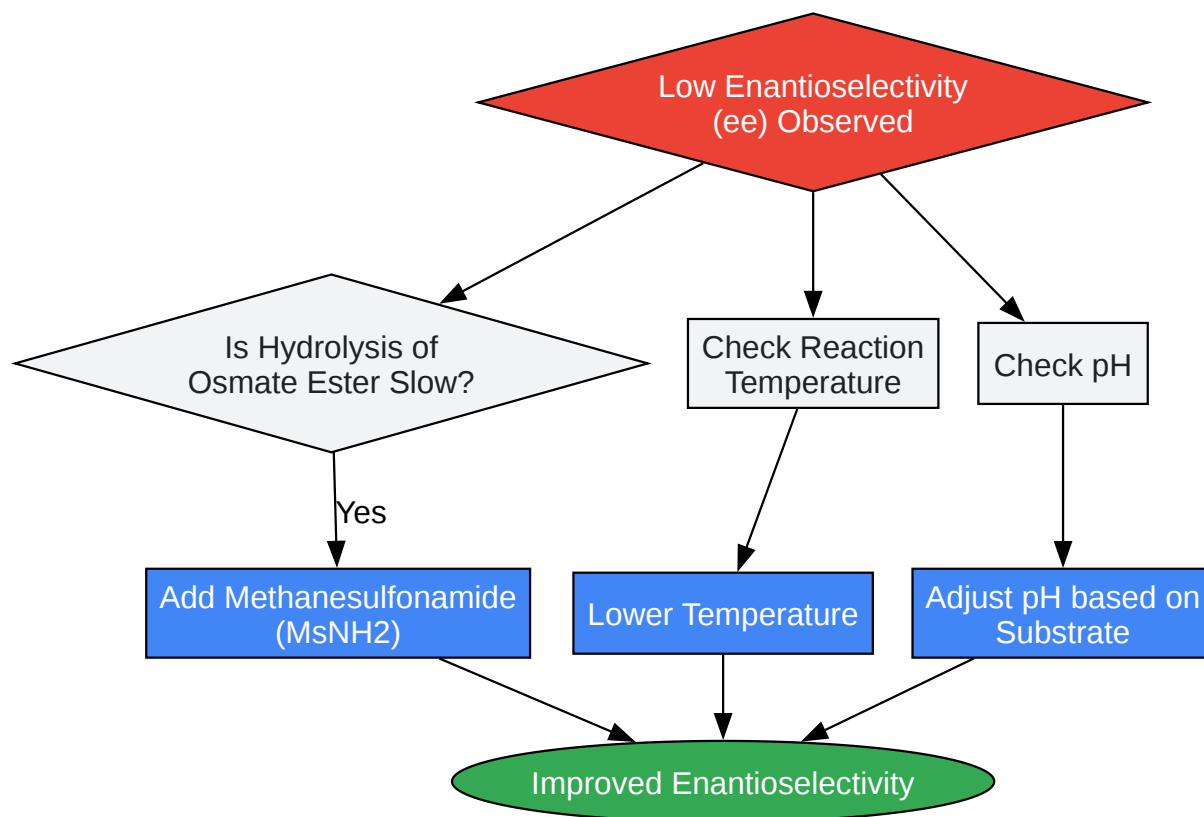 Low Enantioselectivity
(ee) Observed
Is Hydrolysis of
Osmate Ester Slow?
Check Reaction
Temperature
Check pH
Yes
Add Methanesulfonamide
(MsNH2)
Lower Temperature
Adjust pH based on
Substrate
Improved Enantioselectivity